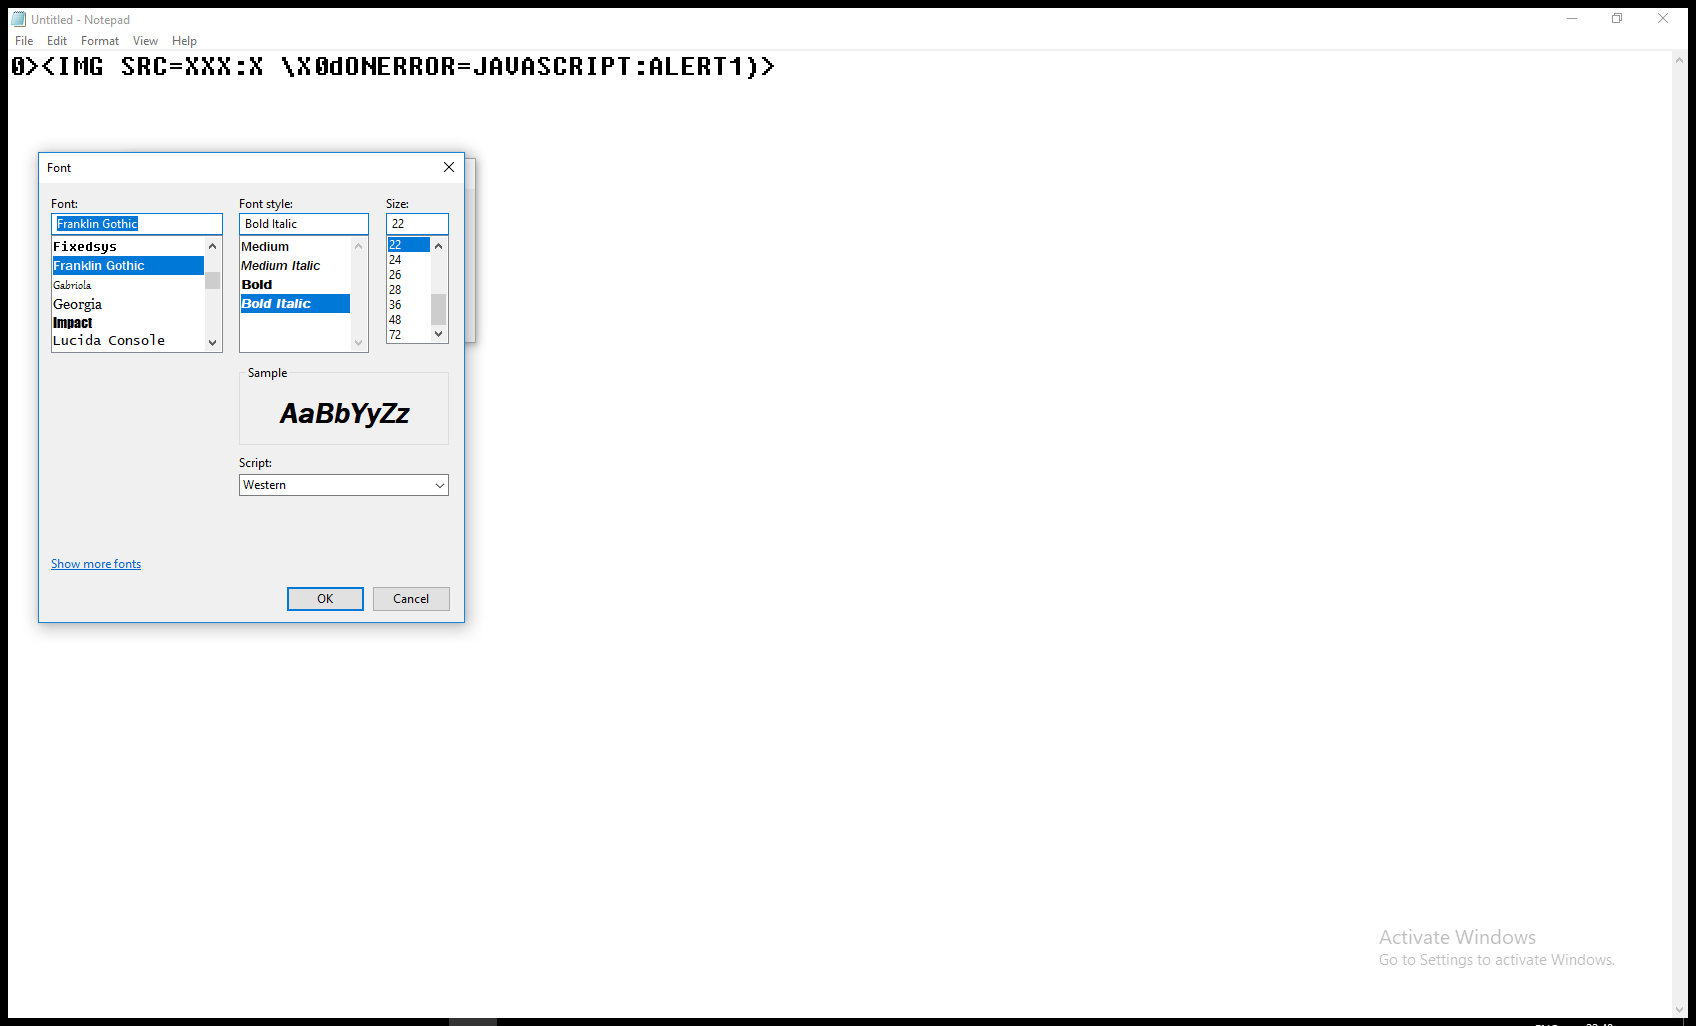 Untitled - Notepad
File Edit Format View Help
0><IMG SRC=XXX:X \X0dONERROR=JAVASCRIPT:ALERT1)>
Font
Font:
Franklin Gothic
Fixedsys
Franklin Gothic
Gabriola
Georgia
Impact
Lucida Console
Font style:
Bold Italic
Medium
Medium Italic
Bold
Bold Italic
Size:
22
22
24
26
28
36
48
72
Sample
AaBbYyZz
Script:
Western
Show more fonts
OK Cancel
Activate Windows
Go to Settings to activate Windows.